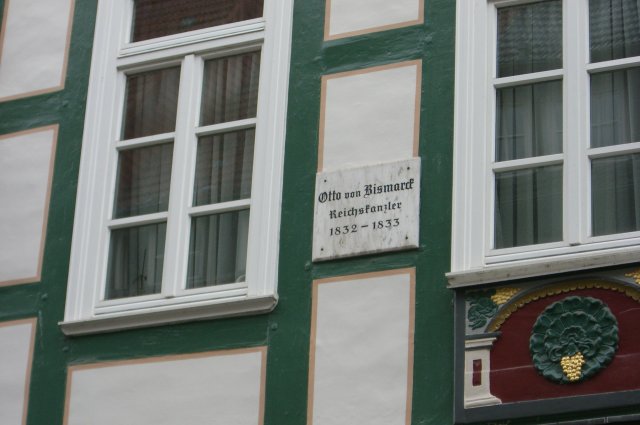 Otto von Bismarck
Reichskanzler
1832 – 1833